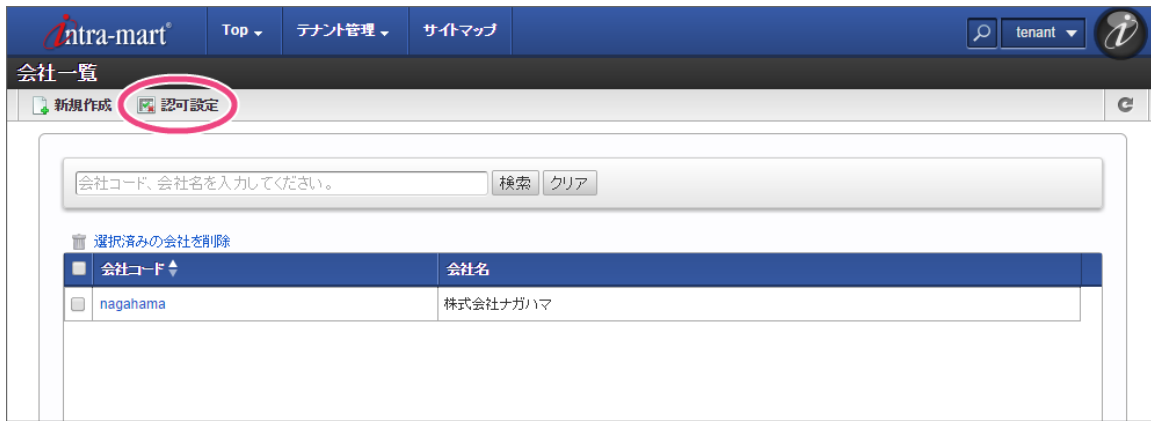 intra-mart® Top テナント管理 サイトマップ tenant
会社一覧
新規作成 認可設定
会社コード、会社名を入力してください。 検索 クリア
選択済みの会社を削除
会社コード 会社名
nagahama 株式会社ナガハマ